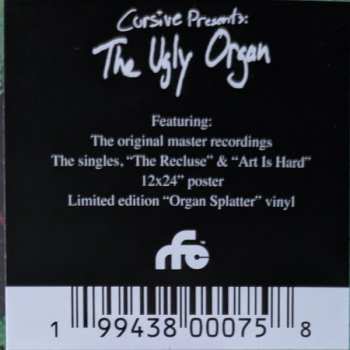 Cursive Presents:
The Ugly Organ
Featuring:
The original master recordings
The singles, “The Recluse” & “Art Is Hard”
12x24” poster
Limited edition “Organ Splatter” vinyl
rfc™
1 99438 00075 8